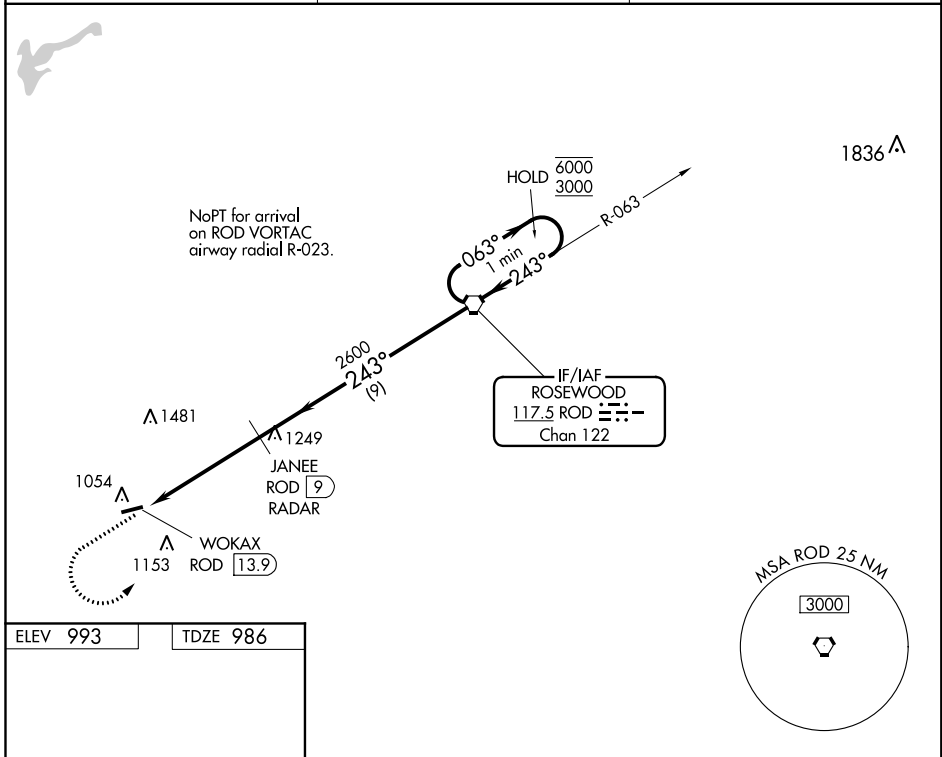 1836
HOLD 6000
3000
R-063
NoPT for arrival
on ROD VORTAC
airway radial R-023.
063°
1 min
243°
2600
243°
(9)
IF/IAF
ROSEWOOD
117.5 ROD
Chan 122
1481
1249
JANEE
ROD 9
RADAR
1054
WOKAX
ROD 13.9
1153
MSA ROD 25 NM
3000
ELEV 993
TDZE 986